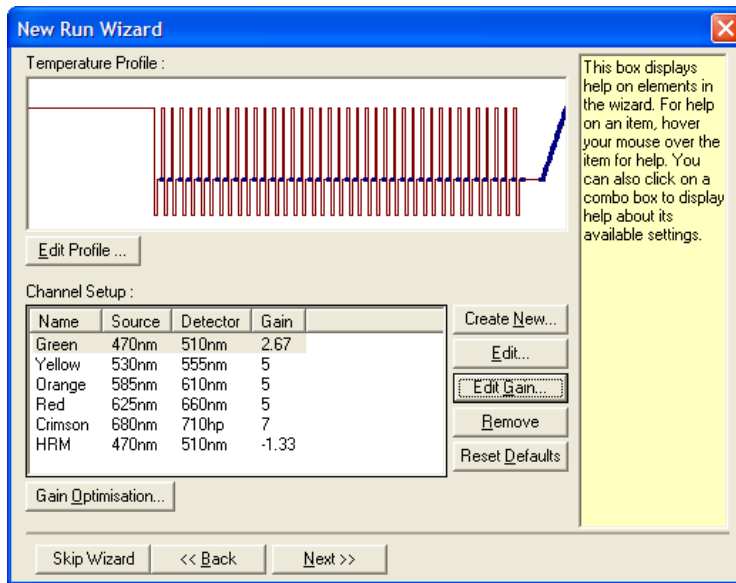 New Run Wizard
Temperature Profile :
Edit Profile ...
Channel Setup :
Name Source Detector Gain
Green 470nm 510nm 2.67
Yellow 530nm 555nm 5
Orange 585nm 610nm 5
Red 625nm 660nm 5
Crimson 680nm 710hp 7
HRM 470nm 510nm -1.33
Create New...
Edit...
Edit Gain...
Remove
Reset Defaults
Gain Optimisation...
Skip Wizard
<< Back
Next >>
This box displays
help on elements in
the wizard. For help
on an item, hover
your mouse over the
item for help. You
can also click on a
combo box to display
help about its
available settings.